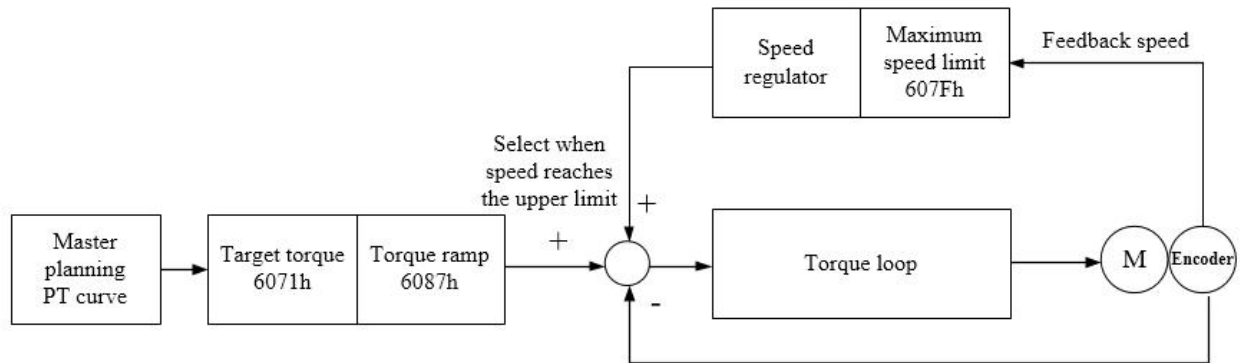 Speed
regulator
Maximum
speed limit
607Fh
Feedback speed
Select when
speed reaches
the upper limit
+
+
Master
planning
PT curve
Target torque
6071h
Torque ramp
6087h
Torque loop
M
Encoder
-